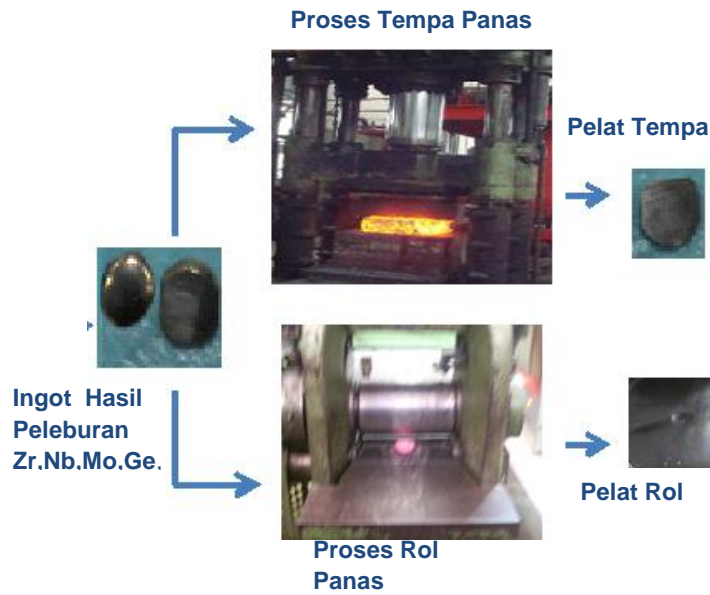 Proses Tempa Panas
Pelat Tempa
Ingot Hasil
Peleburan
Zr,Nb,Mo,Ge.
Pelat Rol
Proses Rol
Panas